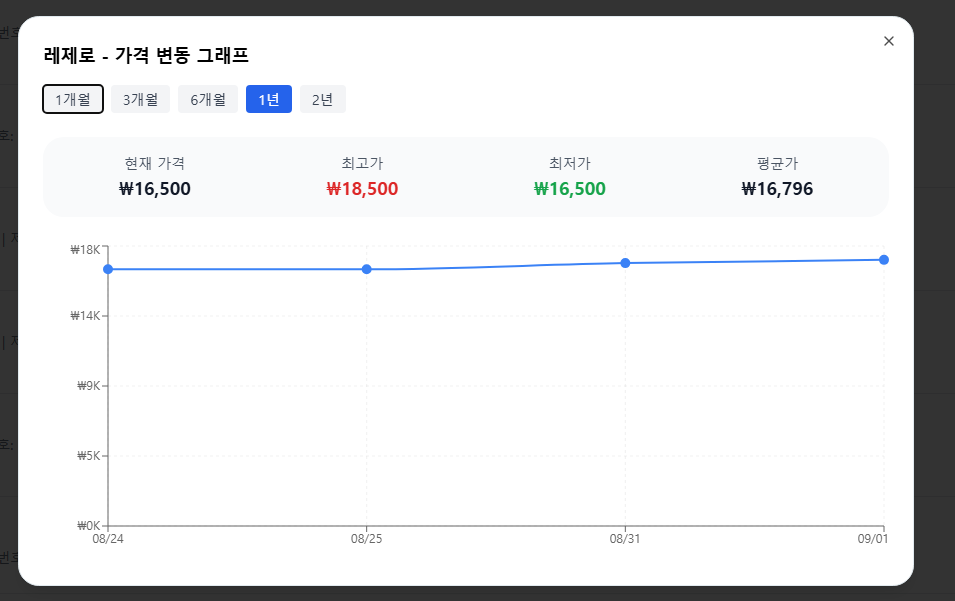 레제로 - 가격 변동 그래프
1개월 3개월 6개월 1년 2년
현재 가격 최고가 최저가 평균가
₩16,500 ₩18,500 ₩16,500 ₩16,796
₩18K
₩14K
₩9K
₩5K
₩0K
08/24 08/25 08/31 09/01